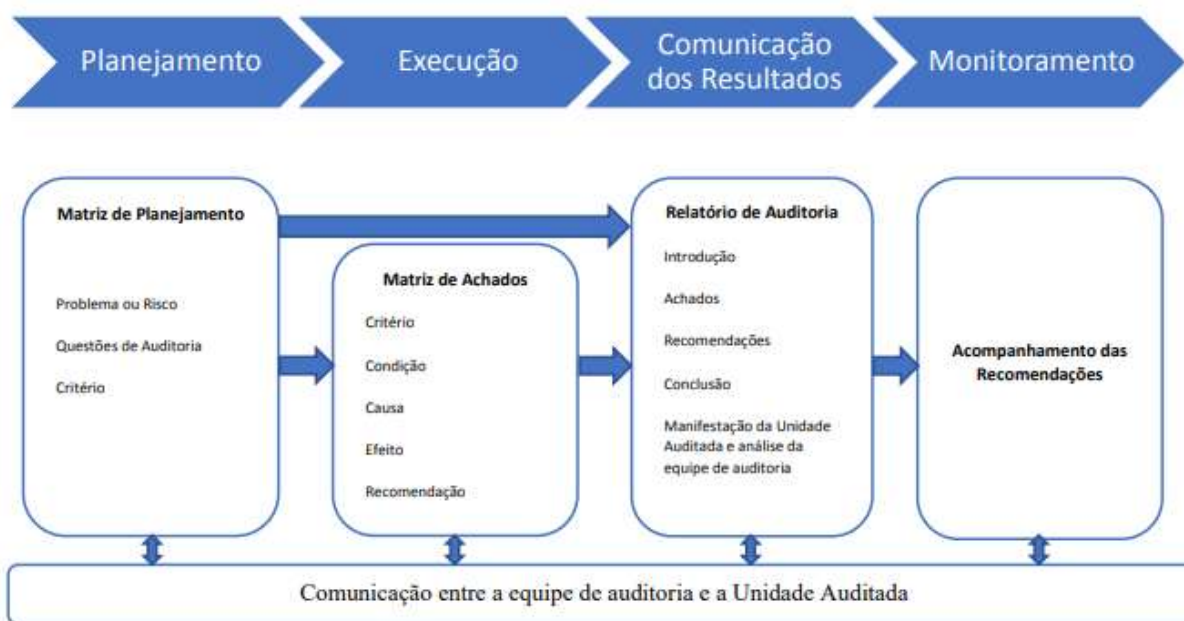 Planejamento
Execução
Comunicação
dos Resultados
Monitoramento
Matriz de Planejamento
Problema ou Risco
Questões de Auditoria
Critério
Matriz de Achados
Critério
Condição
Causa
Efeito
Recomendação
Relatório de Auditoria
Introdução
Achados
Recomendações
Conclusão
Manifestação da Unidade
Auditada e análise da
equipe de auditoria
Acompanhamento das
Recomendações
Comunicação entre a equipe de auditoria e a Unidade Auditada